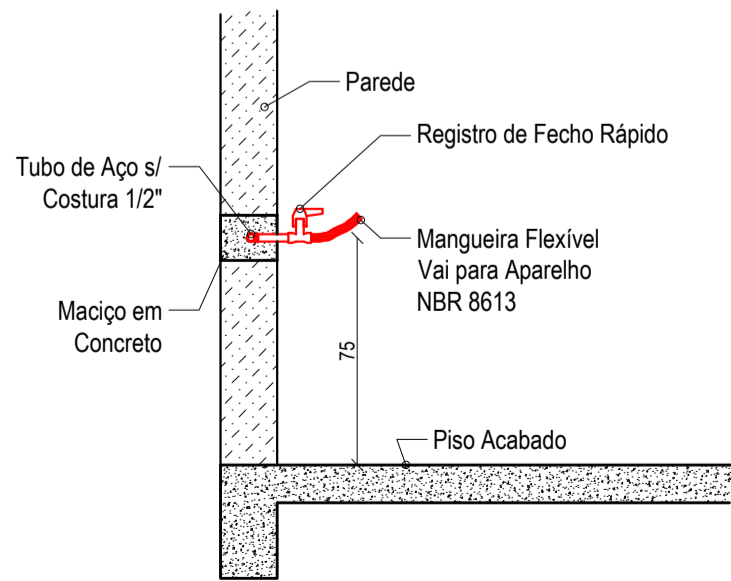 Parede
Registro de Fecho Rápido
Tubo de Aço s/
Costura 1/2"
Mangueira Flexível
Vai para Aparelho
NBR 8613
Maciço em
Concreto
75
Piso Acabado